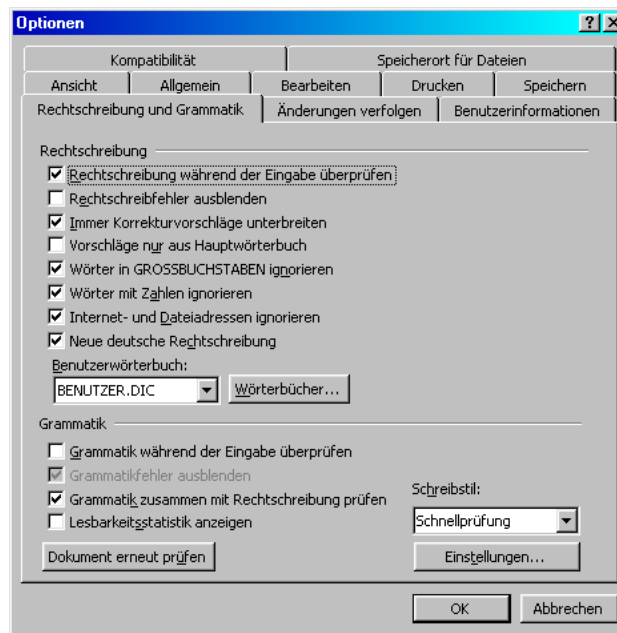 Optionen
Kompatibilität Speicherort für Dateien
Ansicht Allgemein Bearbeiten Drucken Speichern
Rechtschreibung und Grammatik Änderungen verfolgen Benutzerinformationen
Rechtschreibung
Rechtschreibung während der Eingabe überprüfen
Rechtschreibfehler ausblenden
Immer Korrekturvorschläge unterbreiten
Vorschläge nur aus Hauptwörterbuch
Wörter in GROSSBUCHSTABEN ignorieren
Wörter mit Zahlen ignorieren
Internet- und Dateiadressen ignorieren
Neue deutsche Rechtschreibung
Benutzerwörterbuch:
BENUTZER.DIC Wörterbücher...
Grammatik
Grammatik während der Eingabe überprüfen
Grammatikfehler ausblenden
Grammatik zusammen mit Rechtschreibung prüfen
Lesbarkeitsstatistik anzeigen
Schreibstil:
Schnellprüfung
Dokument erneut prüfen Einstellungen...
OK Abbrechen